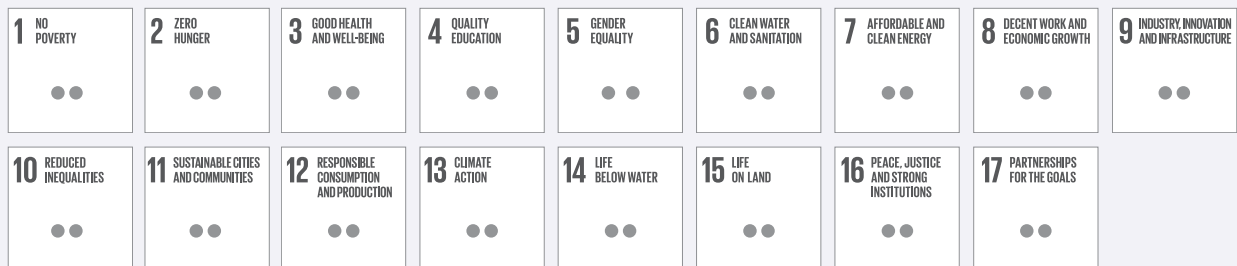 1 NO
POVERTY
2 ZERO
HUNGER
3 GOOD HEALTH
AND WELL-BEING
4 QUALITY
EDUCATION
5 GENDER
EQUALITY
6 CLEAN WATER
AND SANITATION
7 AFFORDABLE AND
CLEAN ENERGY
8 DECENT WORK AND
ECONOMIC GROWTH
9 INDUSTRY, INNOVATION
AND INFRASTRUCTURE
10 REDUCED
INEQUALITIES
11 SUSTAINABLE CITIES
AND COMMUNITIES
12 RESPONSIBLE
CONSUMPTION
AND PRODUCTION
13 CLIMATE
ACTION
14 LIFE
BELOW WATER
15 LIFE
ON LAND
16 PEACE, JUSTICE
AND STRONG
INSTITUTIONS
17 PARTNERSHIPS
FOR THE GOALS